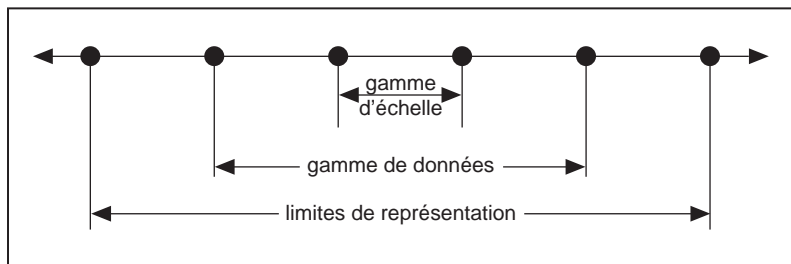 gamme
d'échelle
gamme de données
limites de représentation